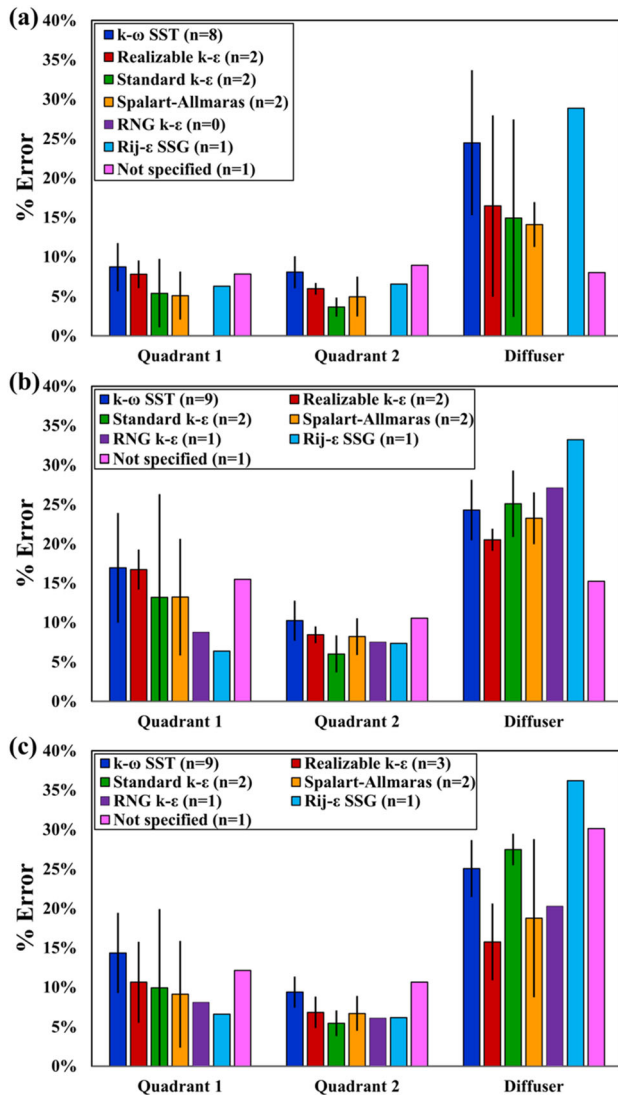 (a)
40%
35%
30%
25%
20%
15%
10%
5%
0%
% Error
k-ω SST (n=8)
Realizable k-ε (n=2)
Standard k-ε (n=2)
Spalart-Allmaras (n=2)
RNG k-ε (n=0)
Rij-ε SSG (n=1)
Not specified (n=1)
Quadrant 1 Quadrant 2 Diffuser
(b)
40%
35%
30%
25%
20%
15%
10%
5%
0%
% Error
k-ω SST (n=9) Realizable k-ε (n=2)
Standard k-ε (n=2) Spalart-Allmaras (n=2)
RNG k-ε (n=1) Rij-ε SSG (n=1)
Not specified (n=1)
Quadrant 1 Quadrant 2 Diffuser
(c)
40%
35%
30%
25%
20%
15%
10%
5%
0%
% Error
k-ω SST (n=9) Realizable k-ε (n=3)
Standard k-ε (n=2) Spalart-Allmaras (n=2)
RNG k-ε (n=1) Rij-ε SSG (n=1)
Not specified (n=1)
Quadrant 1 Quadrant 2 Diffuser